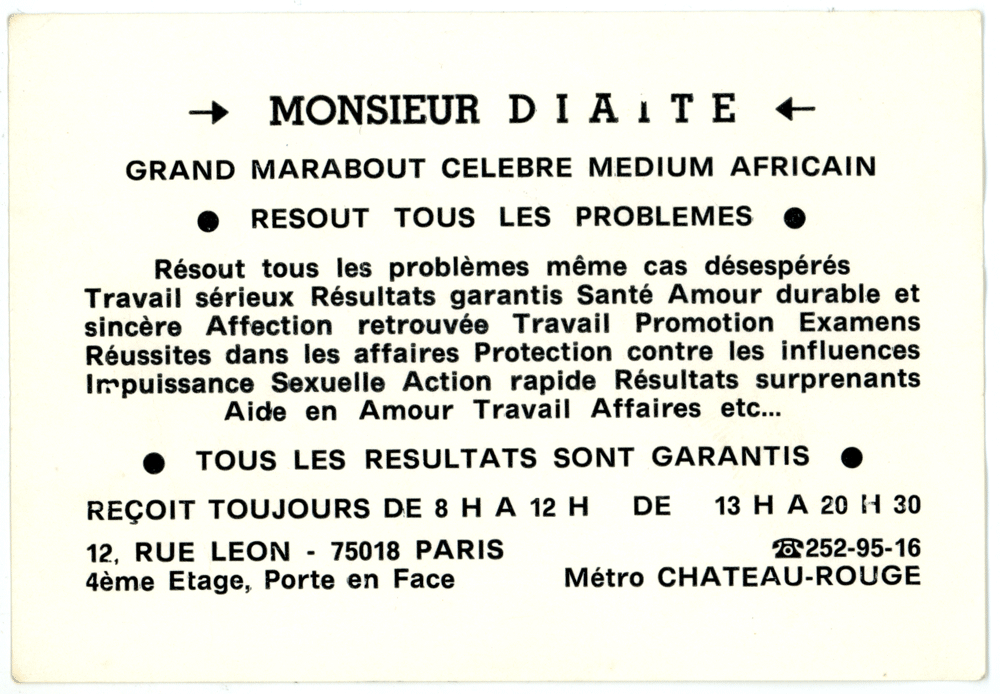 → MONSIEUR DIAiTE ←
GRAND MARABOUT CELEBRE MEDIUM AFRICAIN
● RESOUT TOUS LES PROBLEMES ●
Résout tous les problèmes même cas désespérés
Travail sérieux Résultats garantis Santé Amour durable et
sincère Affection retrouvée Travail Promotion Examens
Réussites dans les affaires Protection contre les influences
Impuissance Sexuelle Action rapide Résultats surprenants
Aide en Amour Travail Affaires etc...
● TOUS LES RESULTATS SONT GARANTIS ●
REÇOIT TOUJOURS DE 8 H A 12 H DE 13 H A 20 H 30
12, RUE LEON - 75018 PARIS ☎252-95-16
4ème Etage, Porte en Face Métro CHATEAU-ROUGE